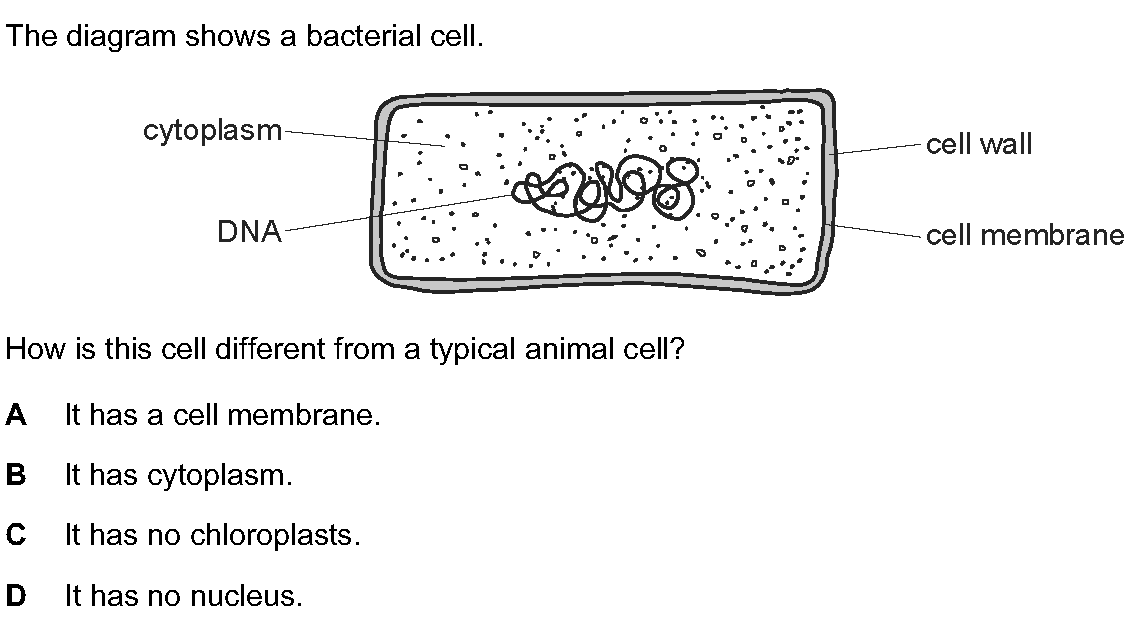 The diagram shows a bacterial cell.
cytoplasm
cell wall
DNA
cell membrane
How is this cell different from a typical animal cell?
A It has a cell membrane.
B It has cytoplasm.
C It has no chloroplasts.
D It has no nucleus.